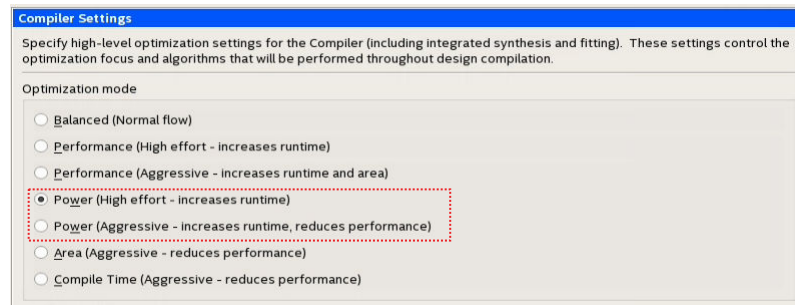 Compiler Settings
Specify high-level optimization settings for the Compiler (including integrated synthesis and fitting). These settings control the
optimization focus and algorithms that will be performed throughout design compilation.
Optimization mode
Balanced (Normal flow)
Performance (High effort - increases runtime)
Performance (Aggressive - increases runtime and area)
Power (High effort - increases runtime)
Power (Aggressive - increases runtime, reduces performance)
Area (Aggressive - reduces performance)
Compile Time (Aggressive - reduces performance)